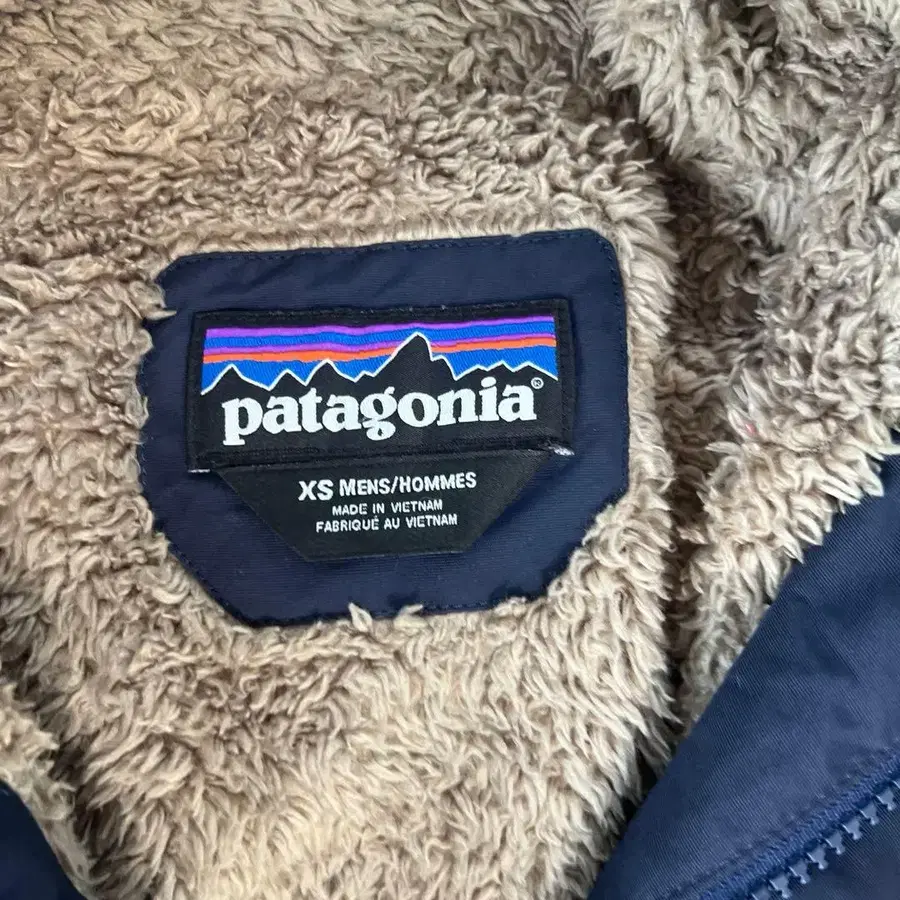 patagonia®
XS MENS/HOMMES
MADE IN VIETNAM
FABRIQUÉ AU VIETNAM